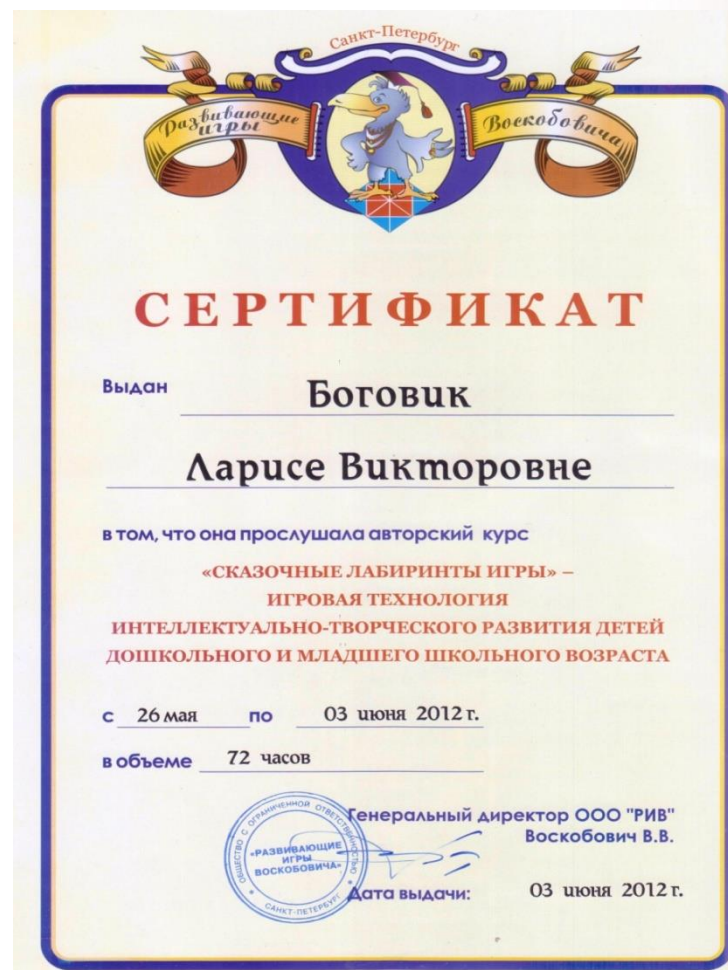 Санкт-Петербург
Развивающие игры
Воскобовича
СЕРТИФИКАТ
Выдан Боговик
Ларисе Викторовне
в том, что она прослушала авторский курс
«СКАЗОЧНЫЕ ЛАБИРИНТЫ ИГРЫ» –
ИГРОВАЯ ТЕХНОЛОГИЯ
ИНТЕЛЛЕКТУАЛЬНО-ТВОРЧЕСКОГО РАЗВИТИЯ ДЕТЕЙ
ДОШКОЛЬНОГО И МЛАДШЕГО ШКОЛЬНОГО ВОЗРАСТА
с 26 мая по 03 июня 2012 г.
в объеме 72 часов
Генеральный директор ООО "РИВ"
Воскобович В.В.
ОБЩЕСТВО С ОГРАНИЧЕННОЙ ОТВЕТСТВЕННОСТЬЮ
«РАЗВИВАЮЩИЕ
ИГРЫ
ВОСКОБОВИЧА»
САНКТ-ПЕТЕРБУРГ
Дата выдачи: 03 июня 2012 г.